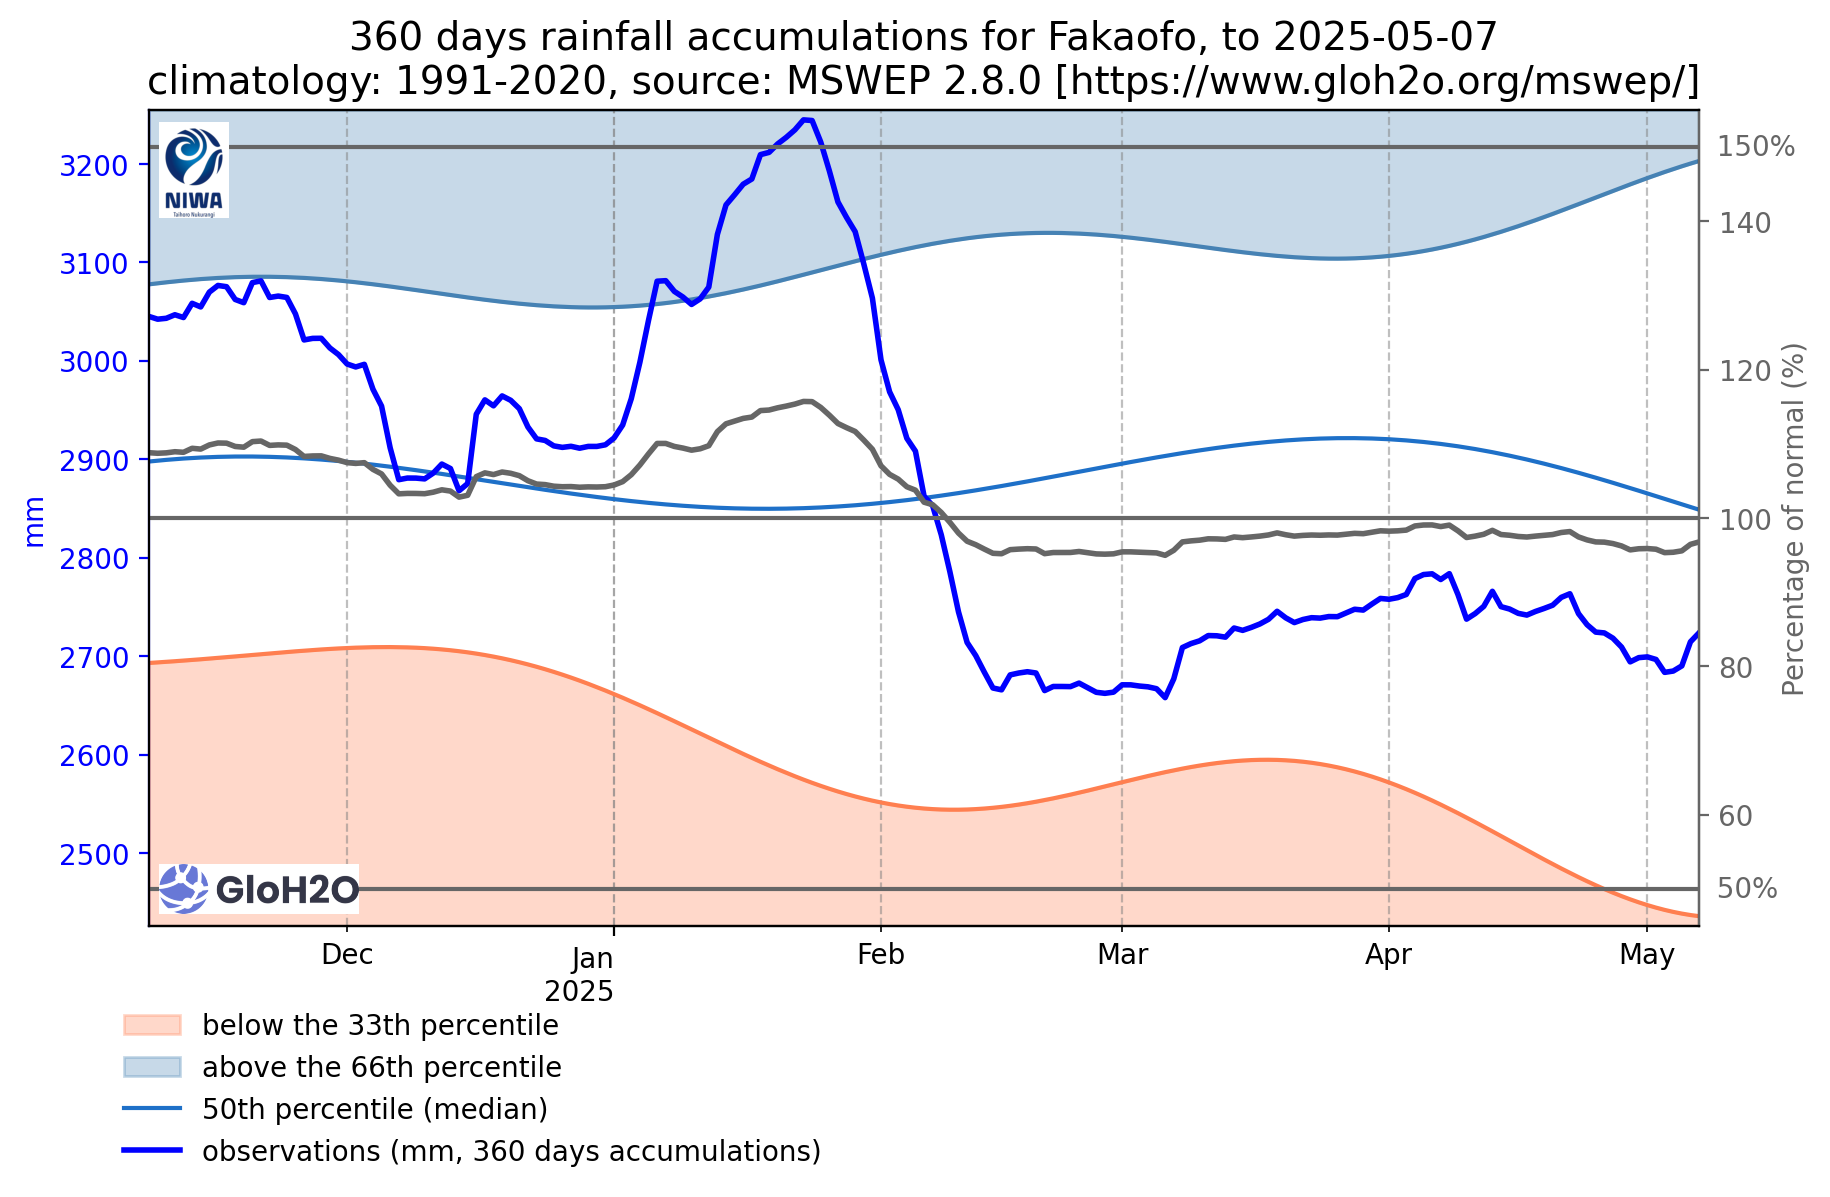 360 days rainfall accumulations for Fakaofo, to 2025-05-07
climatology: 1991-2020, source: MSWEP 2.8.0 [https://www.gloh2o.org/mswep/]
NIWA
Taihoro Nukurangi
3200
3100
3000
2900
2800
2700
2600
2500
mm
150%
140
120
100
80
60
50%
Percentage of normal (%)
GloH2O
Dec
Jan
2025
Feb
Mar
Apr
May
below the 33th percentile
above the 66th percentile
50th percentile (median)
observations (mm, 360 days accumulations)